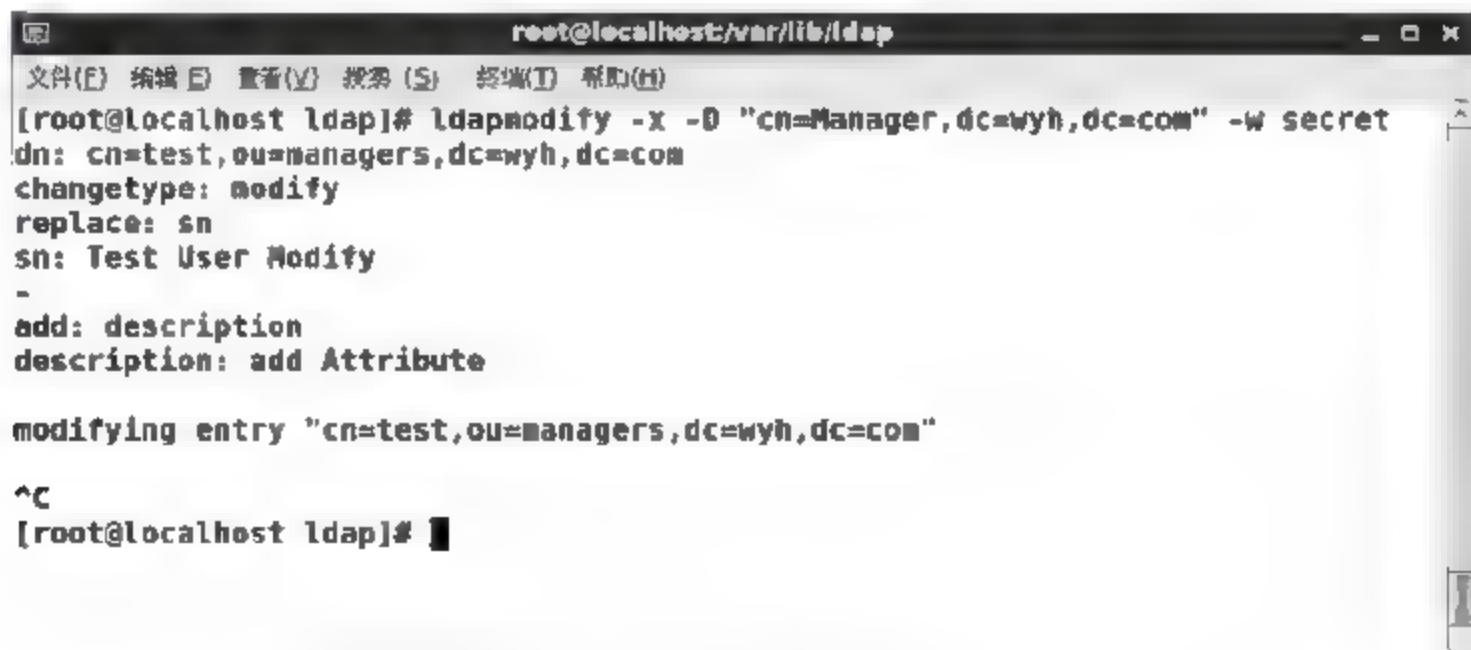 root@localhost:/var/lib/ldap
文件(F) 编辑(E) 查看(V) 搜索 (S) 终端(T) 帮助(H)
[root@localhost ldap]# ldapmodify -x -D "cn=Manager,dc=wyh,dc=com" -w secret
dn: cn=test,ou=managers,dc=wyh,dc=com
changetype: modify
replace: sn
sn: Test User Modify
-
add: description
description: add Attribute
modifying entry "cn=test,ou=managers,dc=wyh,dc=com"
^C
[root@localhost ldap]#